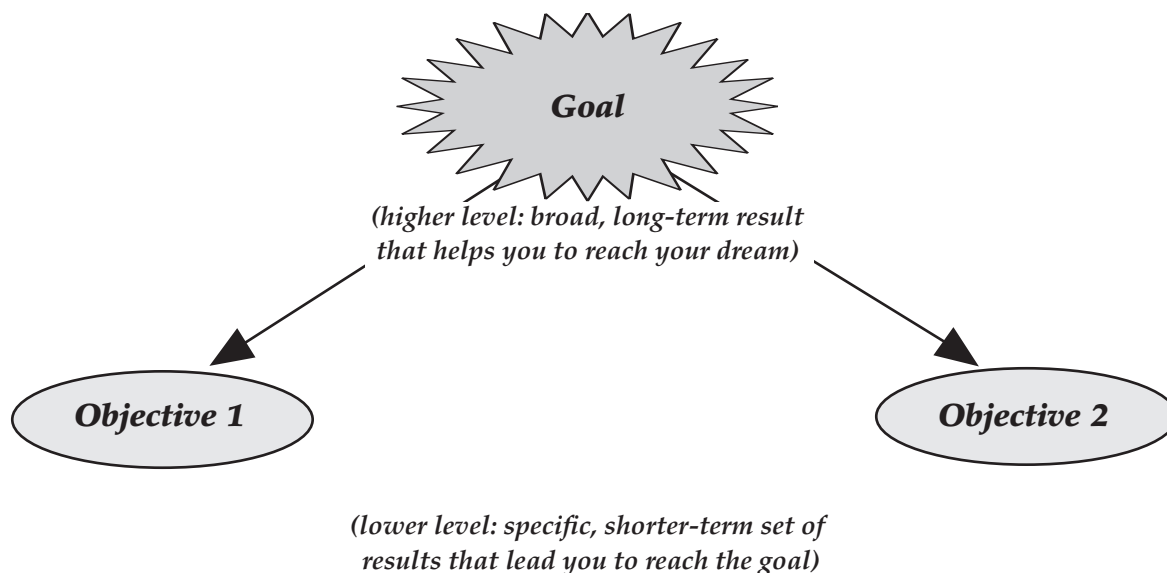 Goal
(higher level: broad, long-term result
that helps you to reach your dream)
Objective 1
Objective 2
(lower level: specific, shorter-term set of
results that lead you to reach the goal)